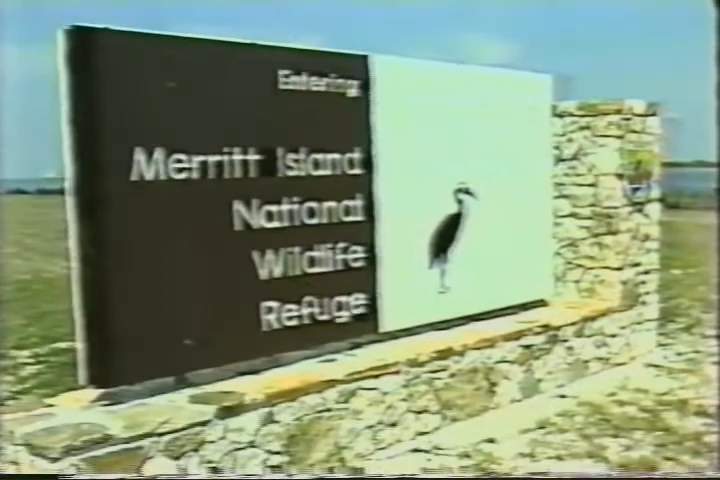 Entering
Merritt Island
National
Wildlife
Refuge